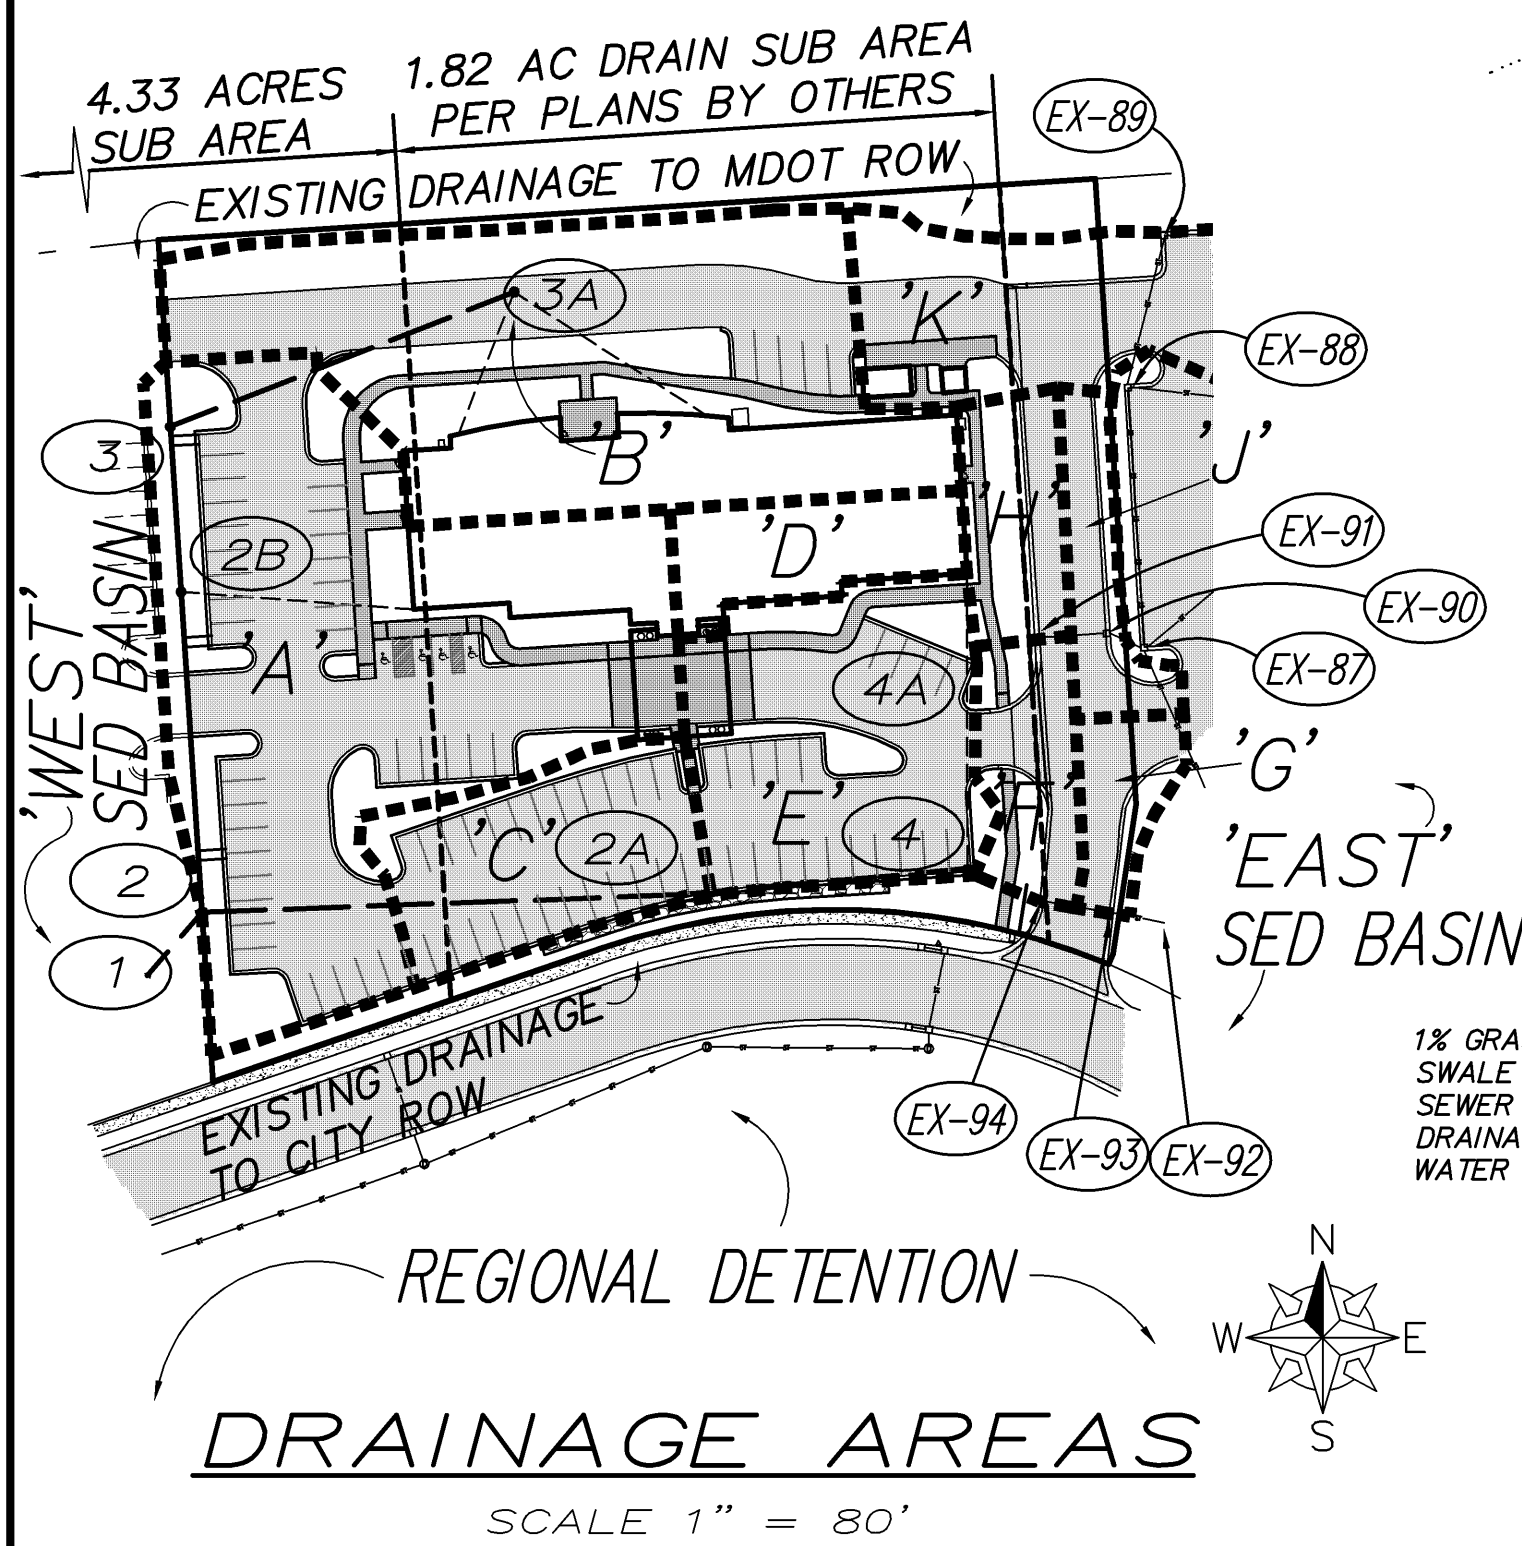 4.33 ACRES
SUB AREA
1.82 AC DRAIN SUB AREA
PER PLANS BY OTHERS
EXISTING DRAINAGE TO MDOT ROW
EX-89
3A
'K'
EX-88
3
'B'
'J'
2B
'D'
'H'
EX-91
EX-90
'WEST'
SED BASIN
'A'
4A
EX-87
'G'
'F'
'E'
'C'
2A
4
2
'EAST'
SED BASIN
1
EXISTING DRAINAGE
TO CITY ROW
1% GRA
SWALE
SEWER
DRAINA
WATER
EX-94
EX-93
EX-92
REGIONAL DETENTION
N
W
E
S
DRAINAGE AREAS
SCALE 1" = 80'